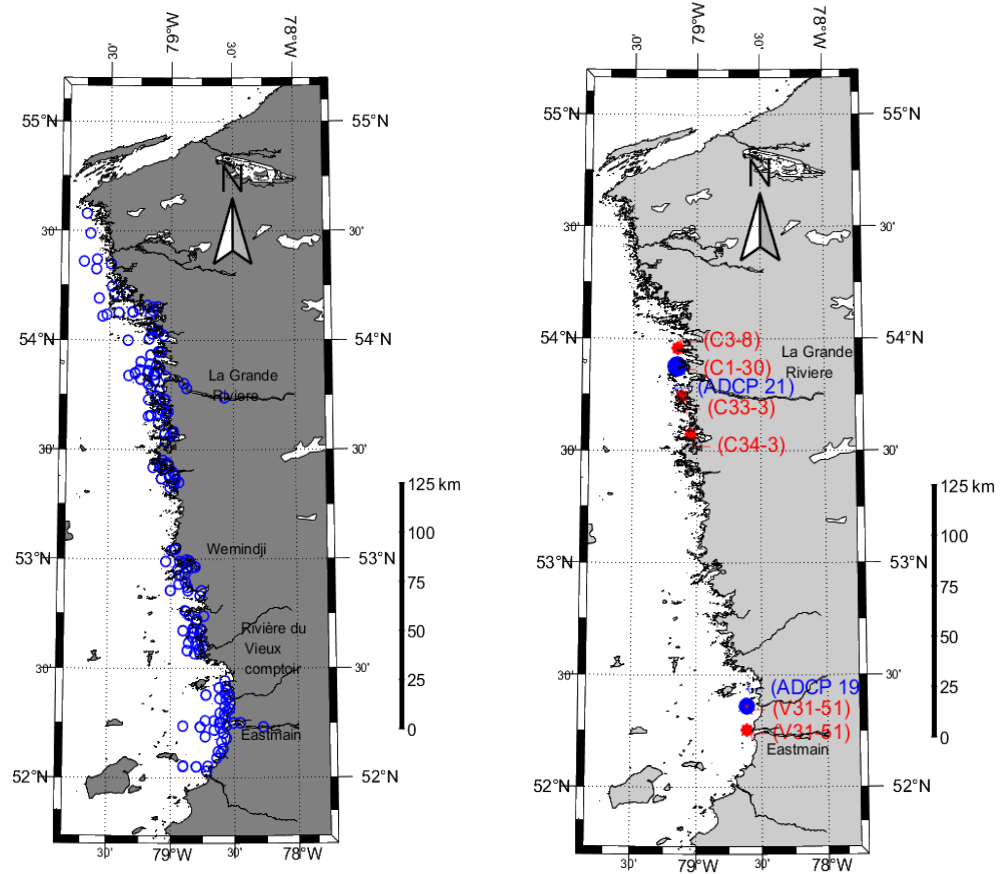 30'
79°W
30'
78°W
55°N
55°N
N
30'
30'
54°N
54°N
La Grande
Riviere
30'
30'
125 km
100
Wemindji
53°N
53°N
75
Rivière du
Vieux
comptoir
50
30'
30'
25
Eastmain
0
52°N
52°N
30'
79°W
30'
78°W
30'
79°W
30'
78°W
55°N
55°N
N
30'
30'
(C3-8)
54°N
54°N
La Grande
Riviere
(C1-30)
(ADCP 21)
(C33-3)
(C34-3)
30'
30'
125 km
100
53°N
53°N
75
50
30'
30'
(ADCP 19
25
(V31-51)
(V31-51)
0
Eastmain
52°N
52°N
30'
79°W
30'
78°W